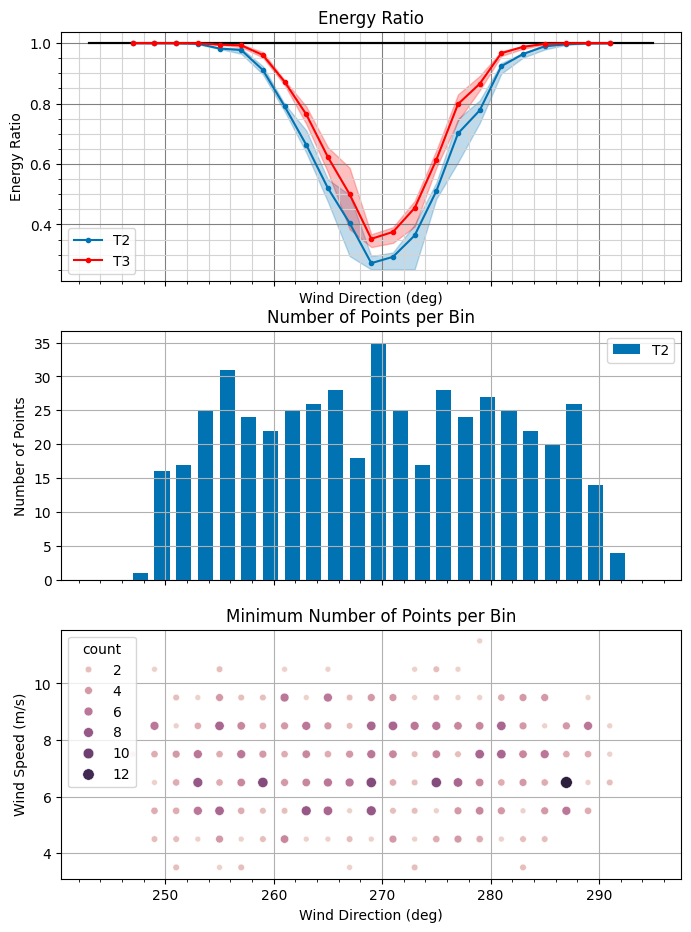 Energy Ratio
1.0
0.8
0.6
0.4
Energy Ratio
T2
T3
Wind Direction (deg)
Number of Points per Bin
35
30
25
20
15
10
5
0
Number of Points
T2
Minimum Number of Points per Bin
count
2
4
6
8
10
12
10
8
6
4
Wind Speed (m/s)
250 260 270 280 290
Wind Direction (deg)